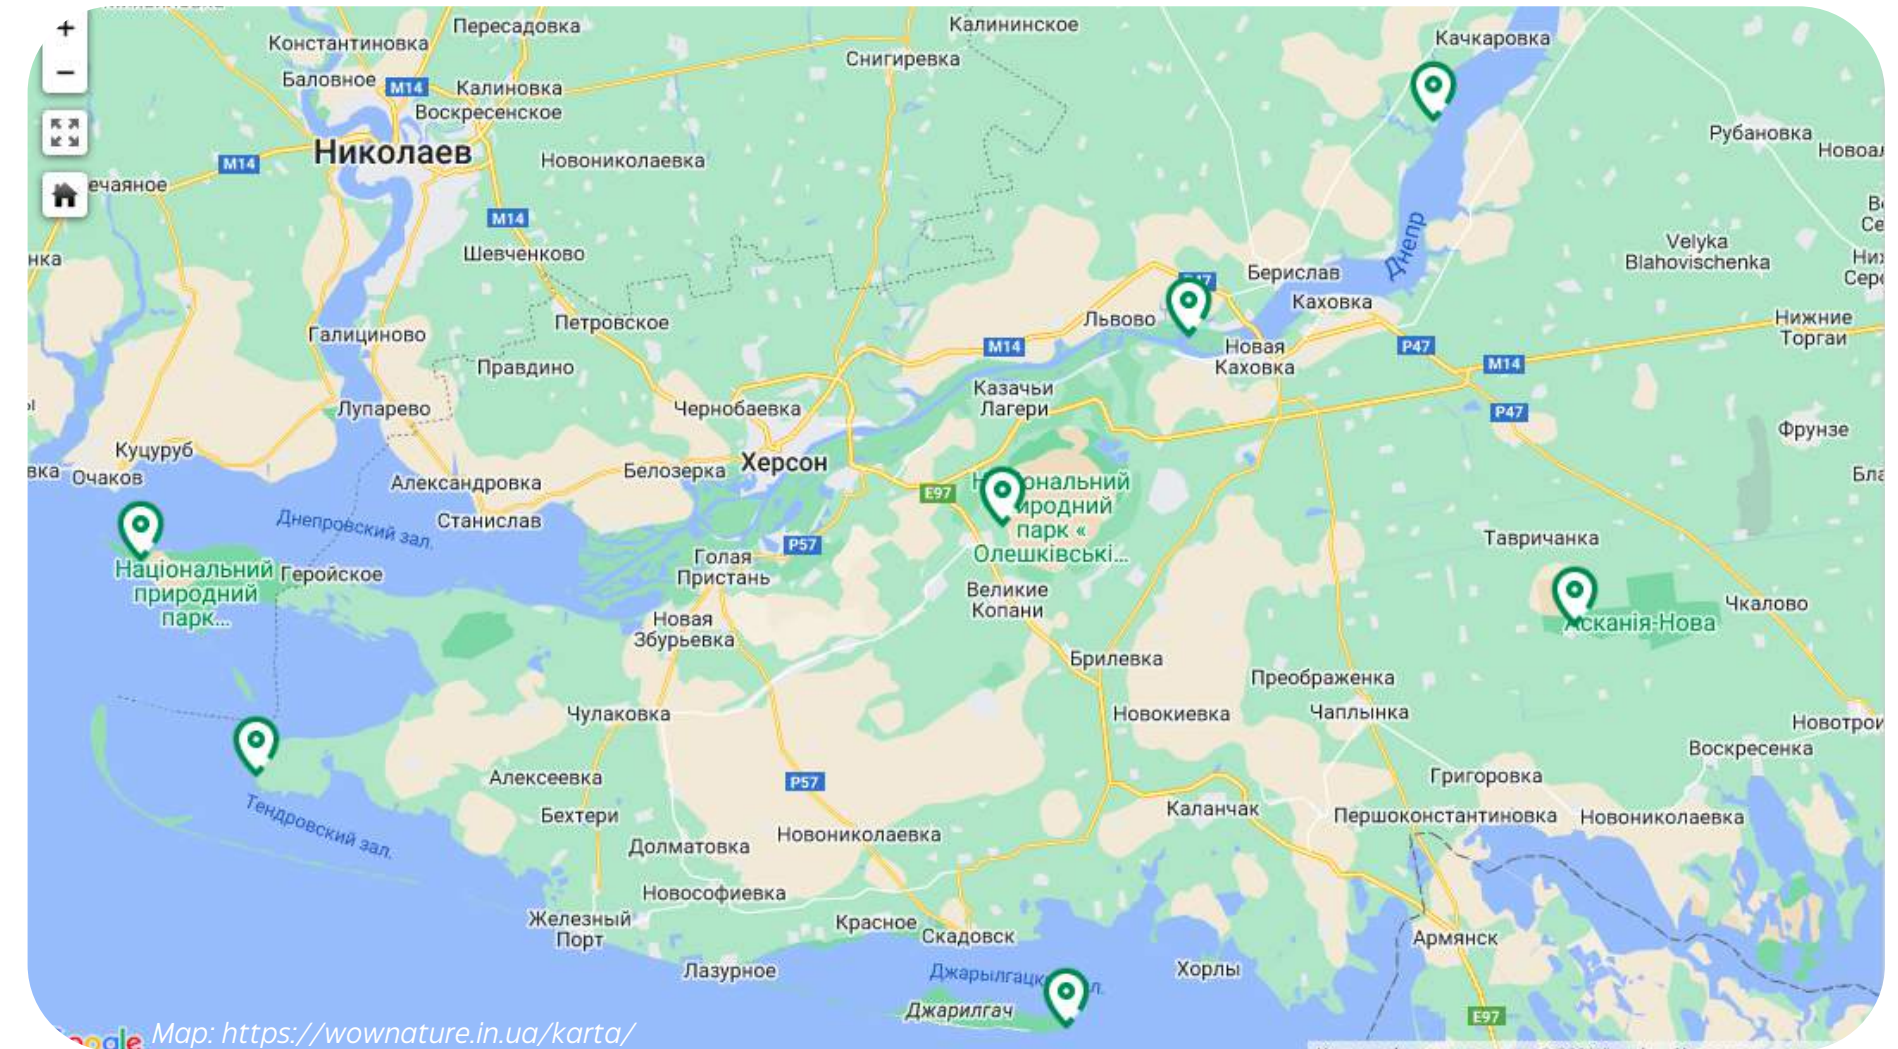 Константиновка
Пересадовка
Калининское
Качкаровка
Снигиревка
Баловное
M14
Калиновка
Воскресенское
Николаев
M14
Новониколаевка
Рубановка
M14
Шевченково
Velyka
Blahovischenka
Днепр
Берислав
Каховка
Галициново
Петровское
Львово
Нижние
Торгаи
Новая
Каховка
M14
P47
M14
Правдино
Казачьи
Лагери
Лупарево
Чернобаевка
P47
Фрунзе
Куцуруб
Очаков
Белозерка
Херсон
Александровка
E97
парк «
Олешківські...
Днепровский зал.
Станислав
P57
Тавричанка
Голая
Пристань
Національний
природний
парк...
Геройское
Великие
Копани
Чкалово
Асканія-Нова
Новая
Збурьевка
Брилевка
Преображенка
Чаплынка
Чулаковка
Новокиевка
Воскресенка
Алексеевка
P57
Григоровка
Тендровский зал.
Бехтери
Каланчак
Першоконстантиновка
Новониколаевка
Новониколаевка
Долматовка
Новософиевка
Железный
Порт
Красное
Скадовск
Армянск
Лазурное
Хорлы
Джарилгач
E97
Map: https://wownature.in.ua/karta/